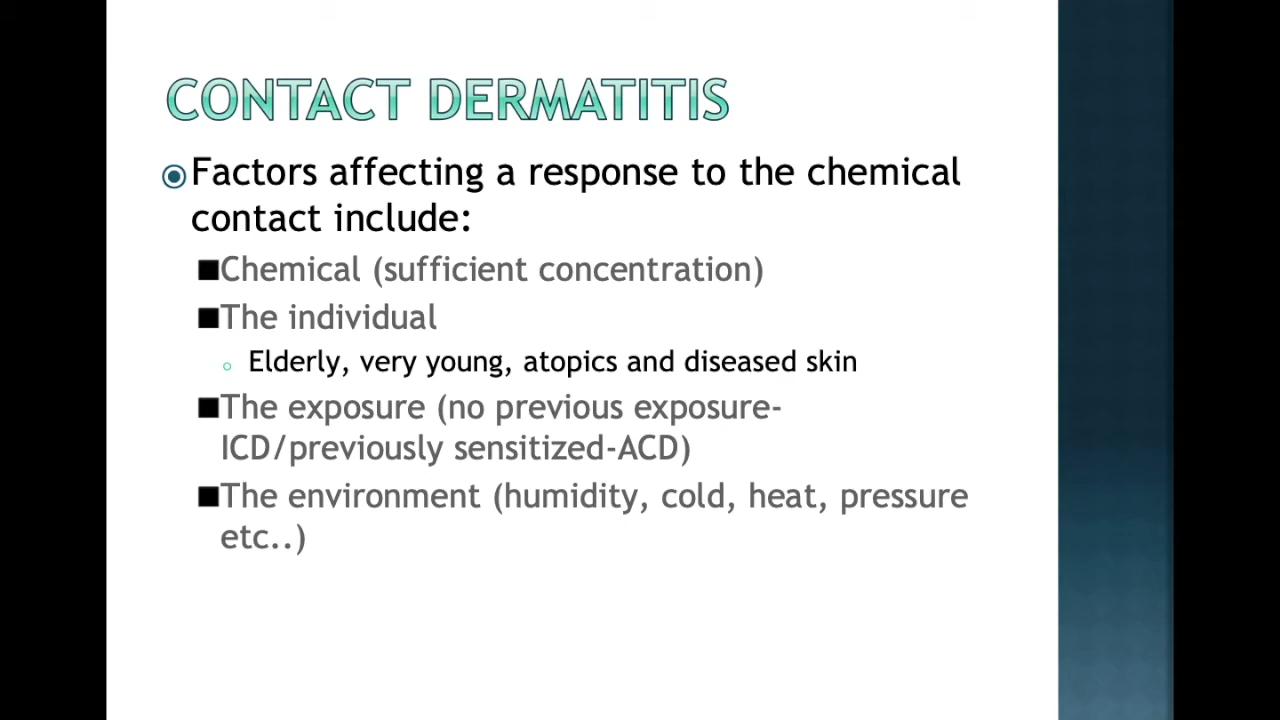 CONTACT DERMATITIS
Factors affecting a response to the chemical
contact include:
Chemical (sufficient concentration)
The individual
Elderly, very young, atopics and diseased skin
The exposure (no previous exposure-
ICD/previously sensitized-ACD)
The environment (humidity, cold, heat, pressure
etc..)